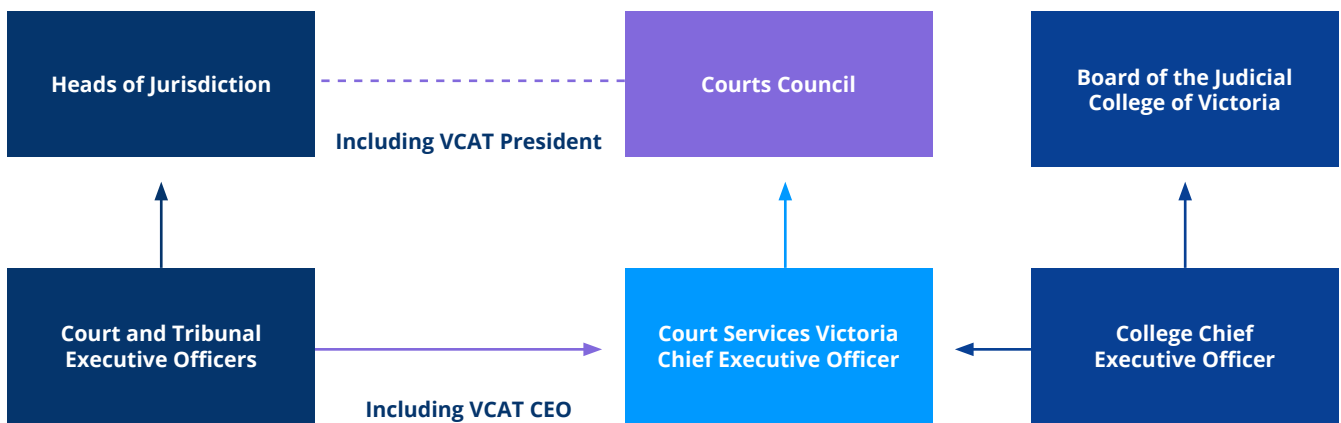 Heads of Jurisdiction
Courts Council
Board of the Judicial
College of Victoria
Including VCAT President
Court and Tribunal
Executive Officers
Court Services Victoria
Chief Executive Officer
College Chief
Executive Officer
Including VCAT CEO